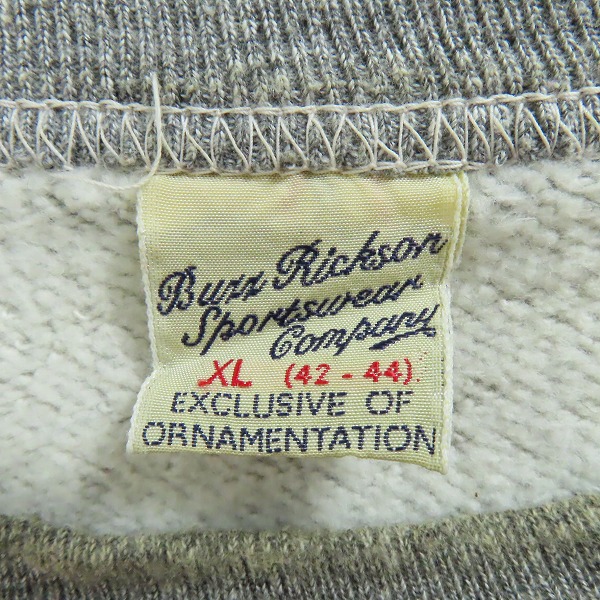 Buzz Rickson
Sportswear
Company
XL (42 - 44)
EXCLUSIVE OF
ORNAMENTATION